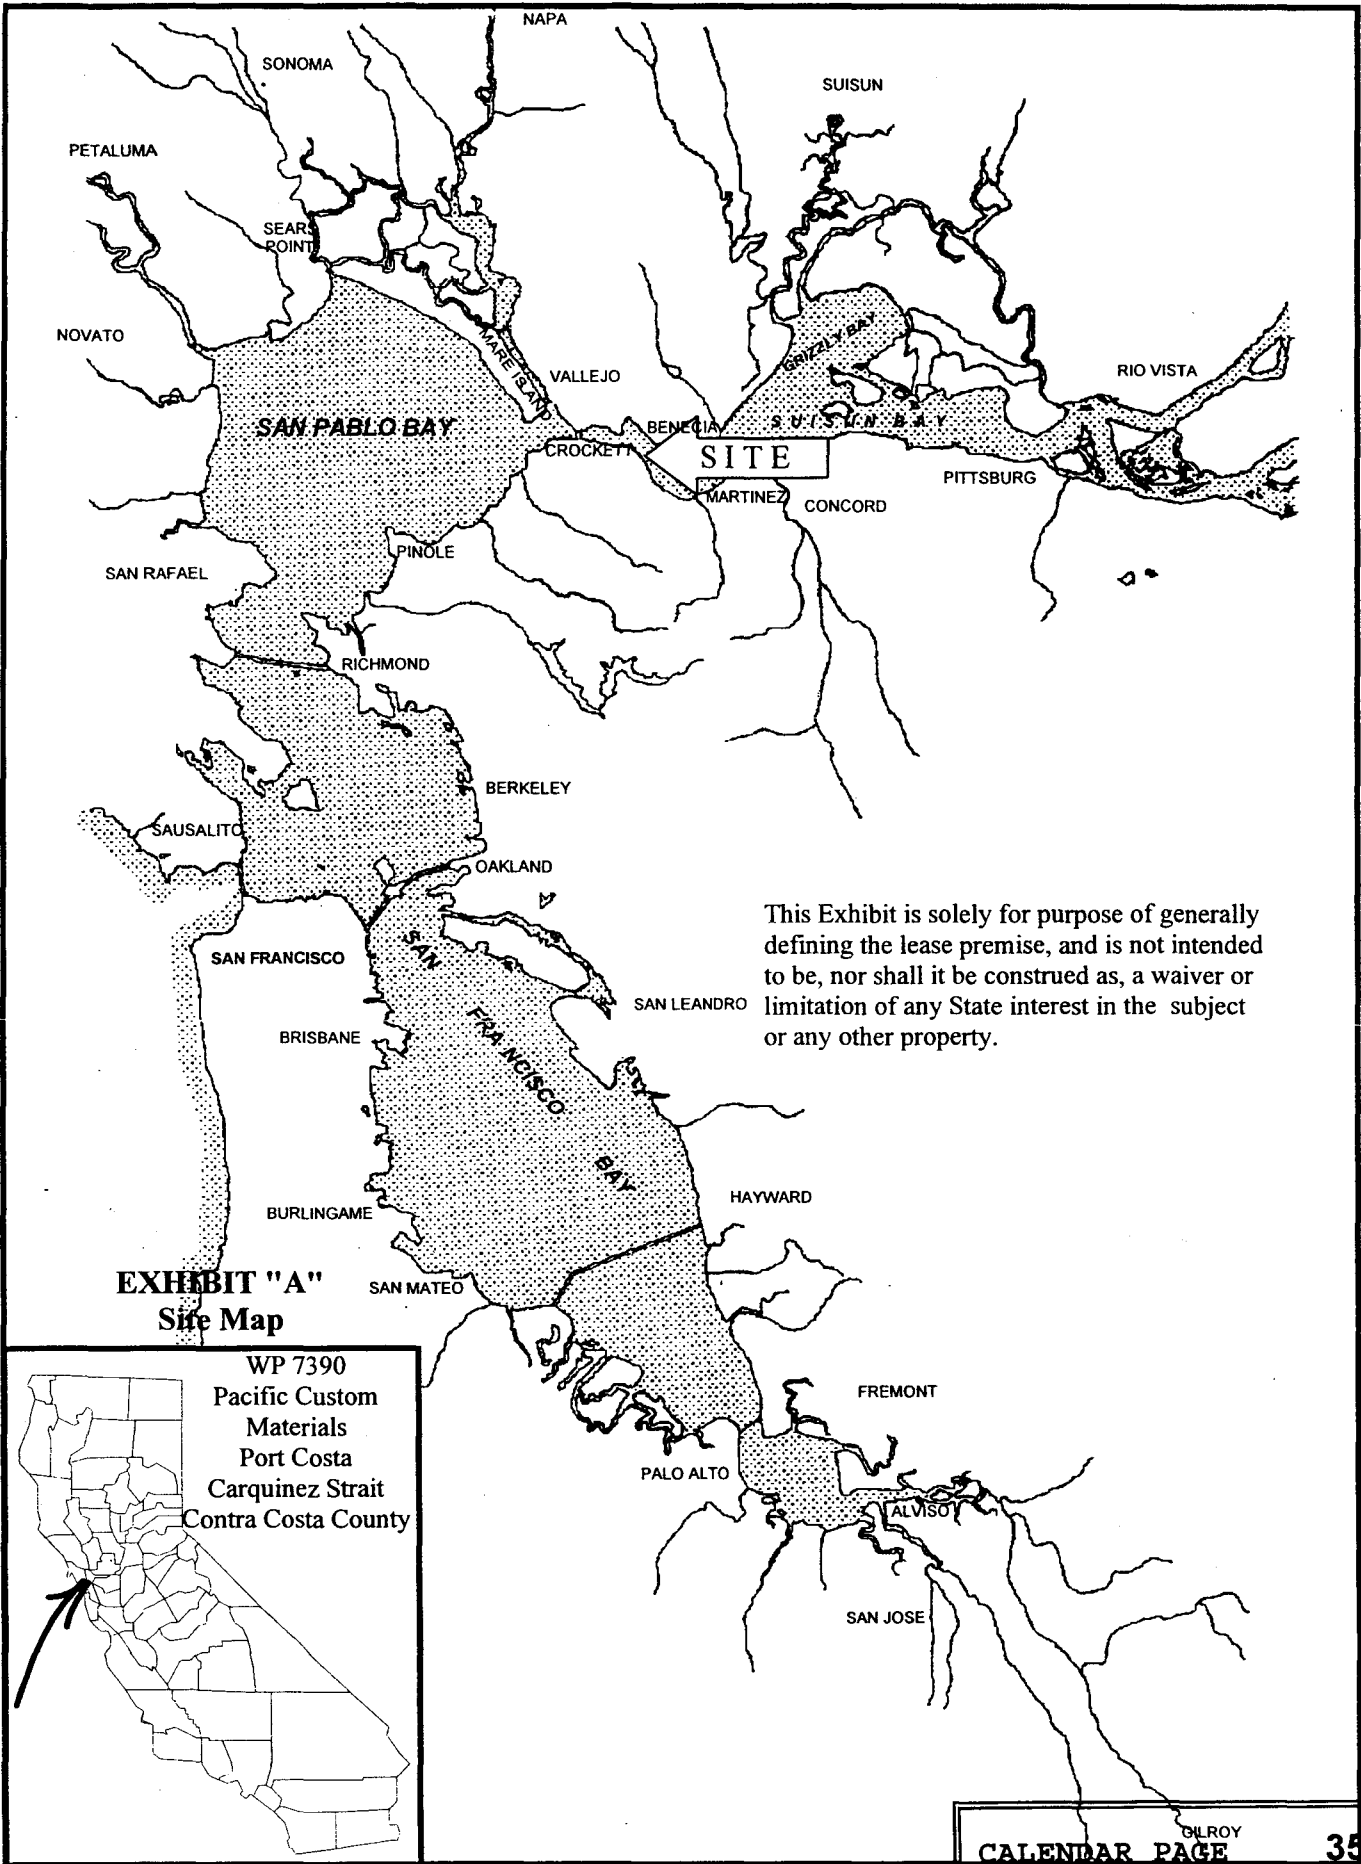 NAPA
SONOMA
SUISUN
PETALUMA
SEARS
POINT
NOVATO
GRIZZLY BAY
MARE ISLAND
VALLEJO
RIO VISTA
SAN PABLO BAY
BENECIA
SUISUN BAY
CROCKETT
SITE
PITTSBURG
MARTINEZ
CONCORD
PINOLE
SAN RAFAEL
RICHMOND
BERKELEY
SAUSALITO
OAKLAND
This Exhibit is solely for purpose of generally
defining the lease premise, and is not intended
to be, nor shall it be construed as, a waiver or
limitation of any State interest in the subject
or any other property.
SAN FRANCISCO
SAN FRANCISCO BAY
SAN LEANDRO
BRISBANE
HAYWARD
BURLINGAME
SAN MATEO
EXHIBIT "A"
Site Map
WP 7390
Pacific Custom
Materials
Port Costa
Carquinez Strait
Contra Costa County
FREMONT
PALO ALTO
ALVISO
SAN JOSE
GILROY
CALENDAR PAGE 35